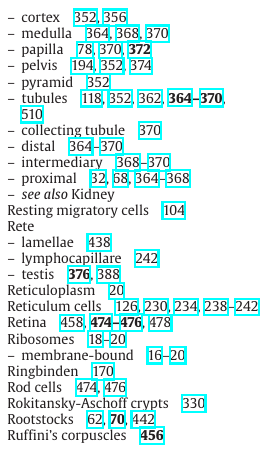 – cortex 352, 356
– medulla 364, 368, 370
– papilla 78, 370, 372
– pelvis 194, 352, 374
– pyramid 352
– tubules 118, 352, 362, 364–370,
510
– collecting tubule 370
– distal 364–370
– intermediary 368–370
– proximal 32, 68, 364–368
– see also Kidney
Resting migratory cells 104
Rete
– lamellae 438
– lymphocapillare 242
– testis 376, 388
Reticuloplasm 20
Reticulum cells 126, 230, 234, 238–242
Retina 458, 474–476, 478
Ribosomes 18–20
– membrane-bound 16–20
Ringbinden 170
Rod cells 474, 476
Rokitansky-Aschoff crypts 330
Rootstocks 62, 70, 442
Ruffini's corpuscles 456